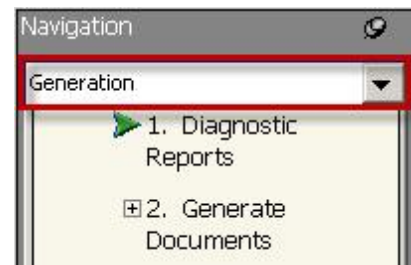 Navigation
Generation
1. Diagnostic
Reports
2. Generate
Documents